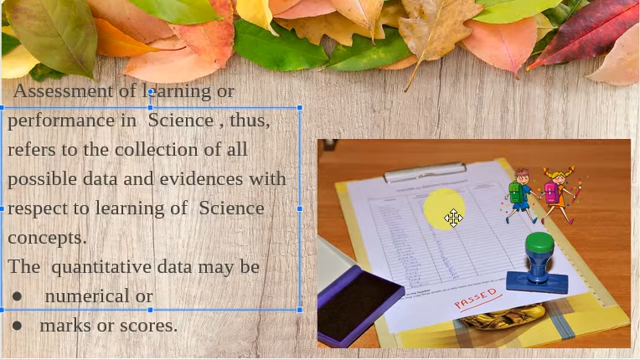 Assessment of learning or
performance in Science , thus,
refers to the collection of all
possible data and evidences with
respect to learning of Science
concepts.
The quantitative data may be
● numerical or
● marks or scores.
PASSED